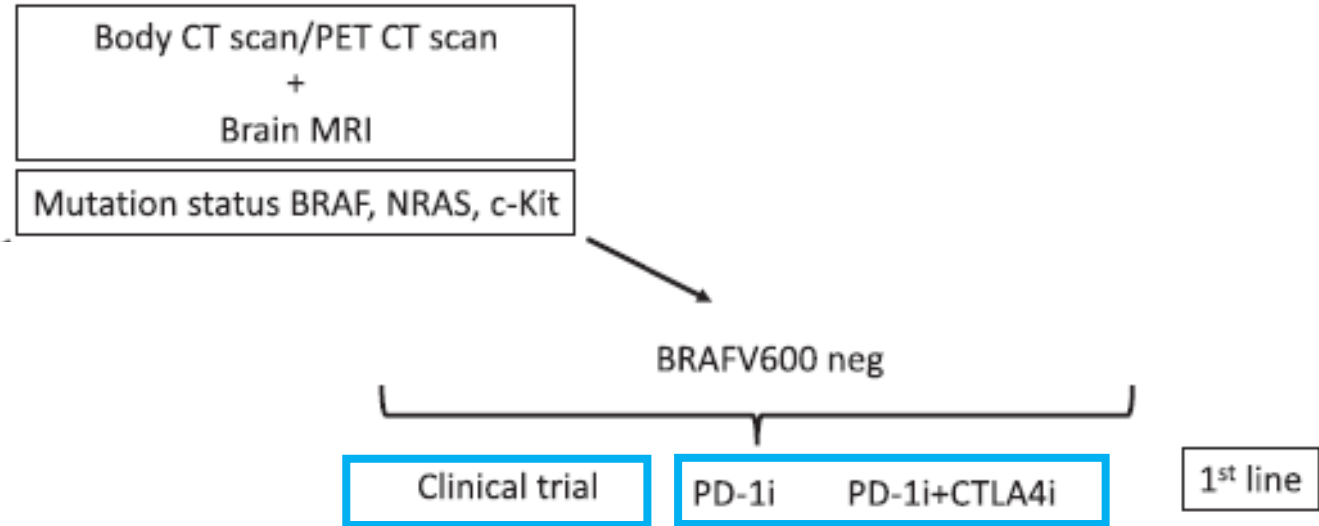 Body CT scan/PET CT scan
+
Brain MRI
Mutation status BRAF, NRAS, c-Kit
BRAFV600 neg
Clinical trial
PD-1i PD-1i+CTLA4i
1st line